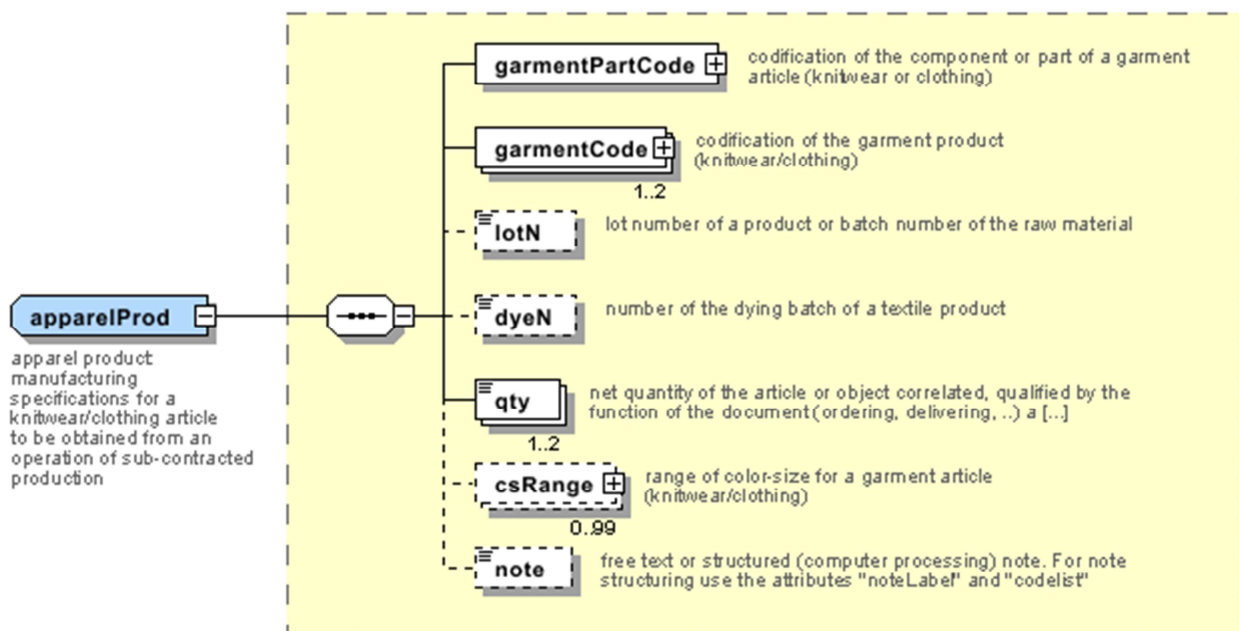 garmentPartCode
codification of the component or part of a garment
article (knitwear or clothing)
garmentCode
codification of the garment product
(knitwear/clothing)
1..2
lotN
lot number of a product or batch number of the raw material
apparelProd
apparel product
manufacturing
specifications for a
knitwear/clothing article
to be obtained from an
operation of sub-contracted
production
dyeN
number of the dying batch of a textile product
qty
net quantity of the article or object correlated, qualified by the
function of the document (ordering, delivering, ..) a [...]
1..2
csRange
range of color-size for a garment article
(knitwear/clothing)
0..99
note
free text or structured (computer processing) note. For note
structuring use the attributes "noteLabel" and "codelist"